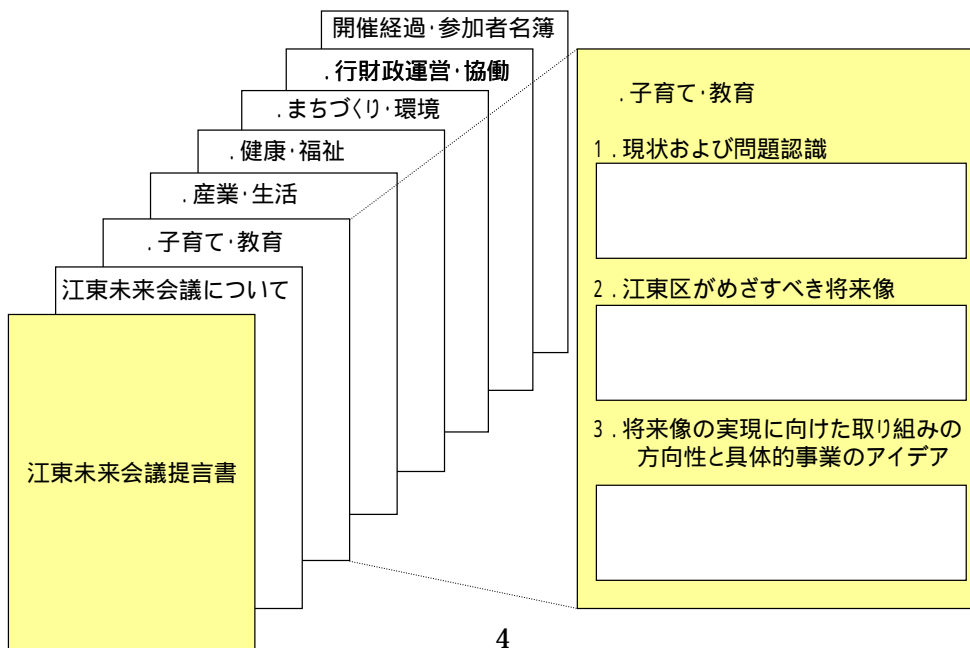 開催経過・参加者名簿
．行財政運営・協働
．まちづくり・環境
．健康・福祉
．産業・生活
．子育て・教育
江東未来会議について
江東未来会議提言書
．子育て・教育
１．現状および問題認識
２．江東区がめざすべき将来像
３．将来像の実現に向けた取り組みの
方向性と具体的事業のアイデア
4